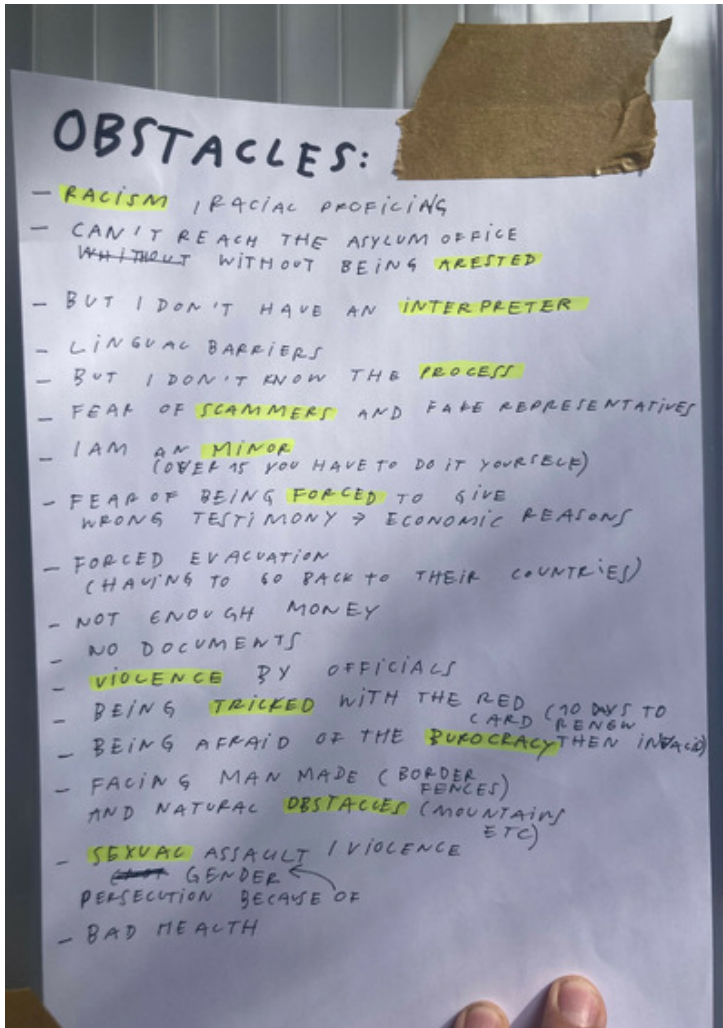 OBSTACLES:
- RACISM / RACIAL PROFICING
- CAN'T REACH THE ASYLUM OFFICE
WHITHOUT WITHOUT BEING ARESTED
- BUT I DON'T HAVE AN INTERPRETER
- LINGUAL BARRIERS
- BUT I DON'T KNOW THE PROCESS
- FEAR OF SCAMMERS AND FAKE REPRESENTATIVES
- I AM AN MINOR
(OVER 15 YOU HAVE TO DO IT YOURSELF)
- FEAR OF BEING FORCED TO GIVE
WRONG TESTIMONY → ECONOMIC REASONS
- FORCED EVACUATION
(HAVING TO GO BACK TO THEIR COUNTRIES)
- NOT ENOUGH MONEY
- NO DOCUMENTS
- VIOLENCE BY OFFICIALS
- BEING TRICKED WITH THE RED
CARD (10 DAYS TO
RENEW
- BEING AFRAID OF THE BUROCRACY THEN INVALID)
- FACING MAN MADE (BORDER
FENCES)
AND NATURAL OBSTACLES (MOUNTAINS
ETC)
- SEXUAL ASSAULT / VIOLENCE
GENDER
PERSECUTION BECAUSE OF
- BAD HEALTH